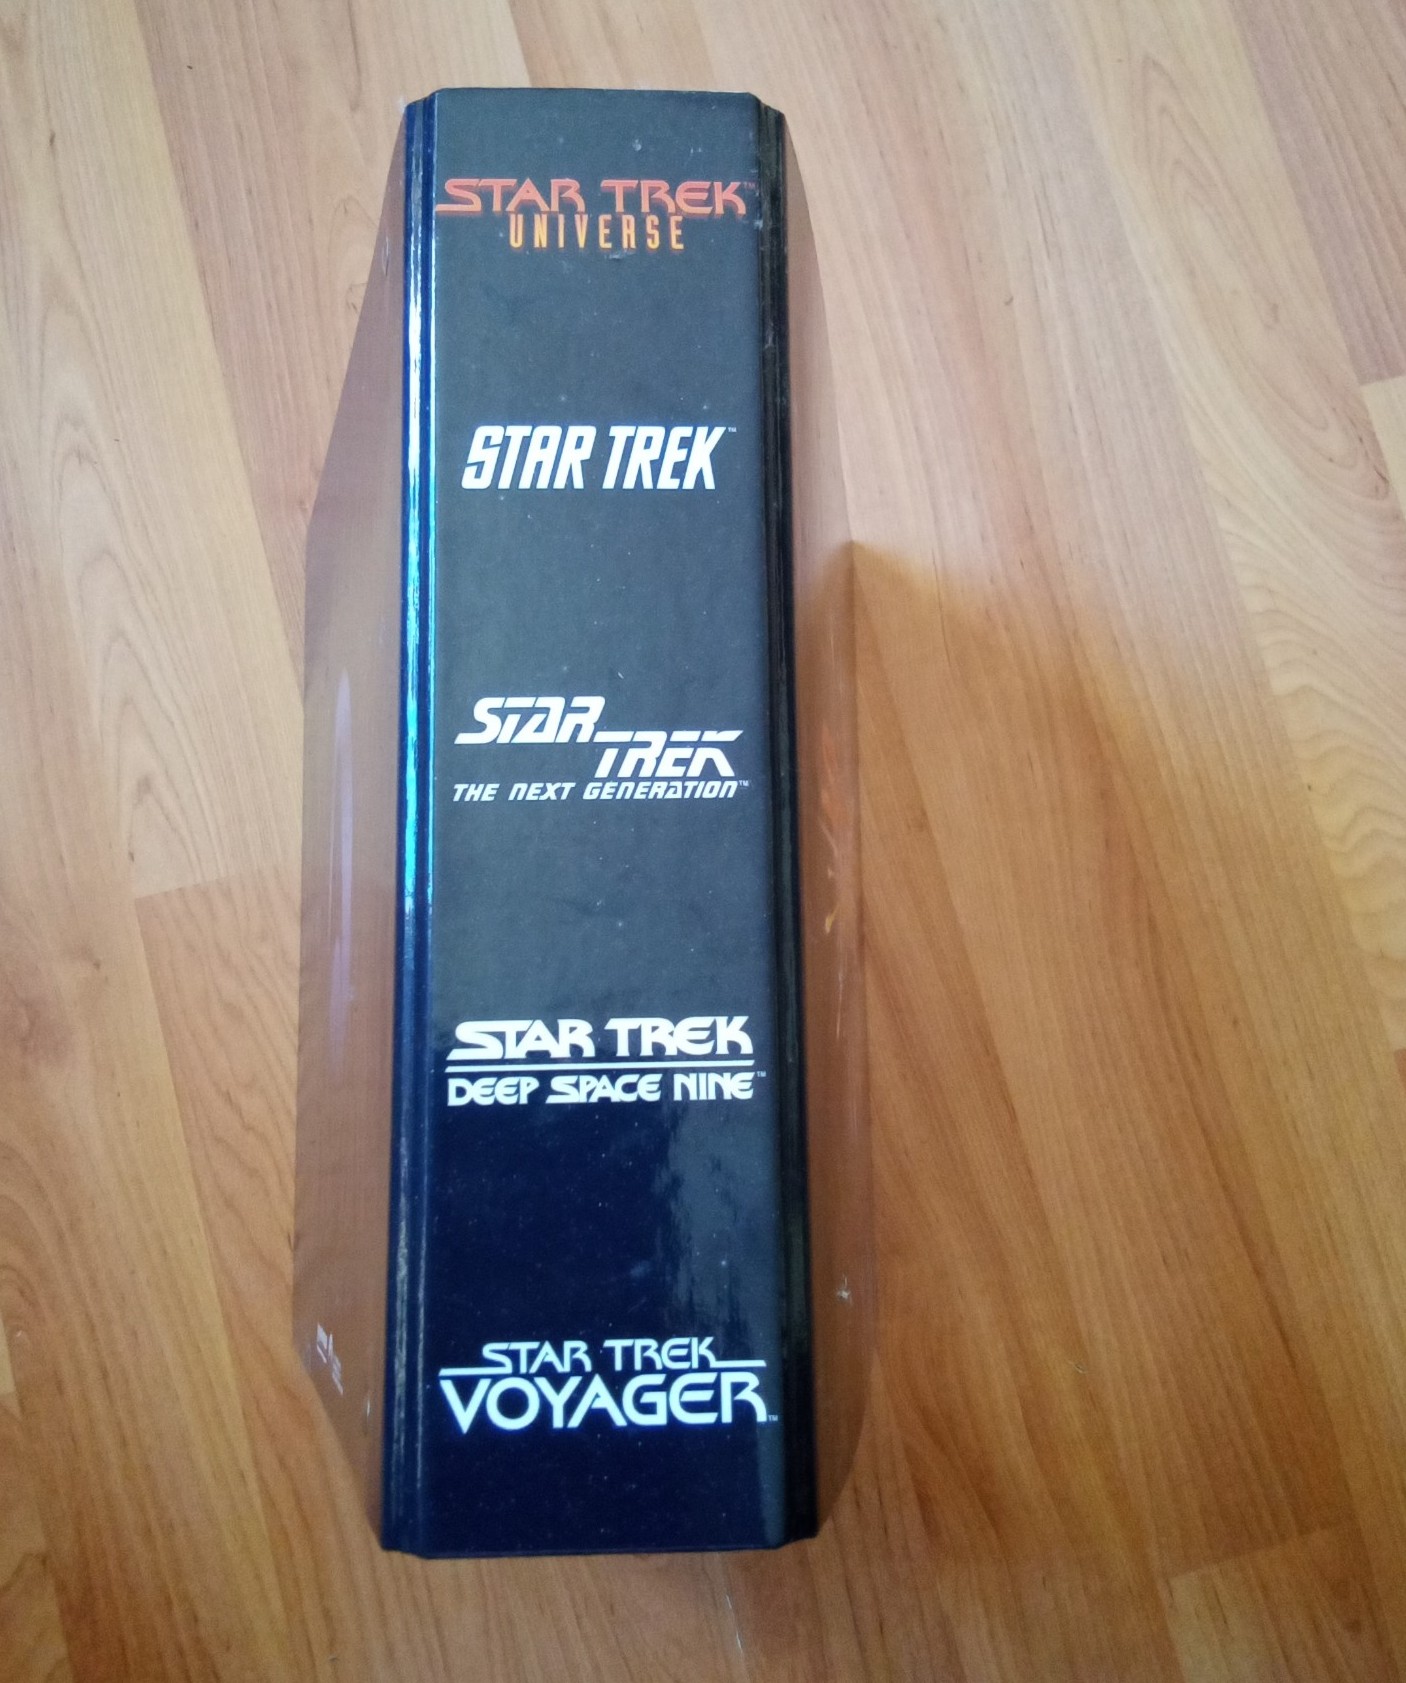 STAR TREK™
UNIVERSE
STAR TREK™
STAR
TREK
THE NEXT GENERATION™
STAR TREK
DEEP SPACE NINE™
STAR TREK
VOYAGER™